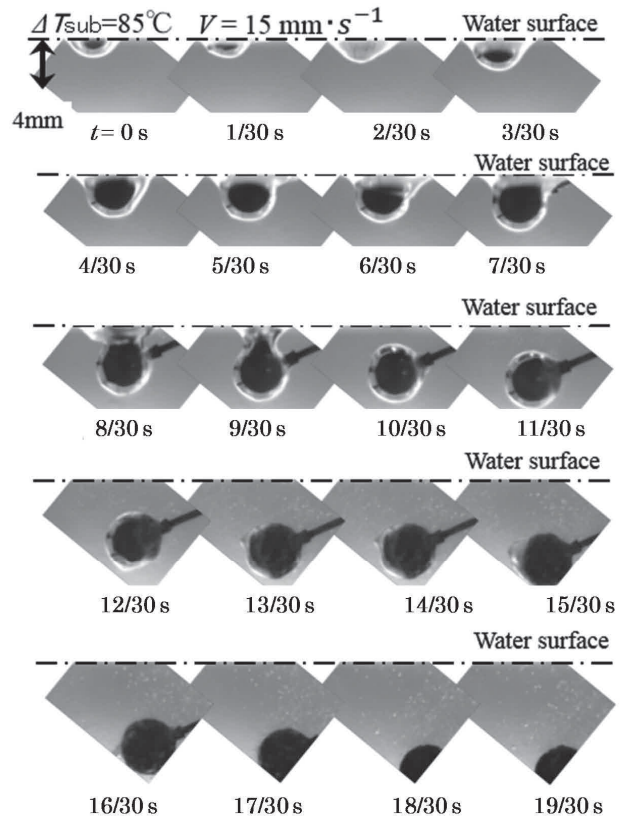 ΔTsub=85℃ V = 15 mm·s⁻¹ Water surface
4mm
t= 0 s 1/30 s 2/30 s 3/30 s
Water surface
4/30 s 5/30 s 6/30 s 7/30 s
Water surface
8/30 s 9/30 s 10/30 s 11/30 s
Water surface
12/30 s 13/30 s 14/30 s 15/30 s
Water surface
16/30 s 17/30 s 18/30 s 19/30 s